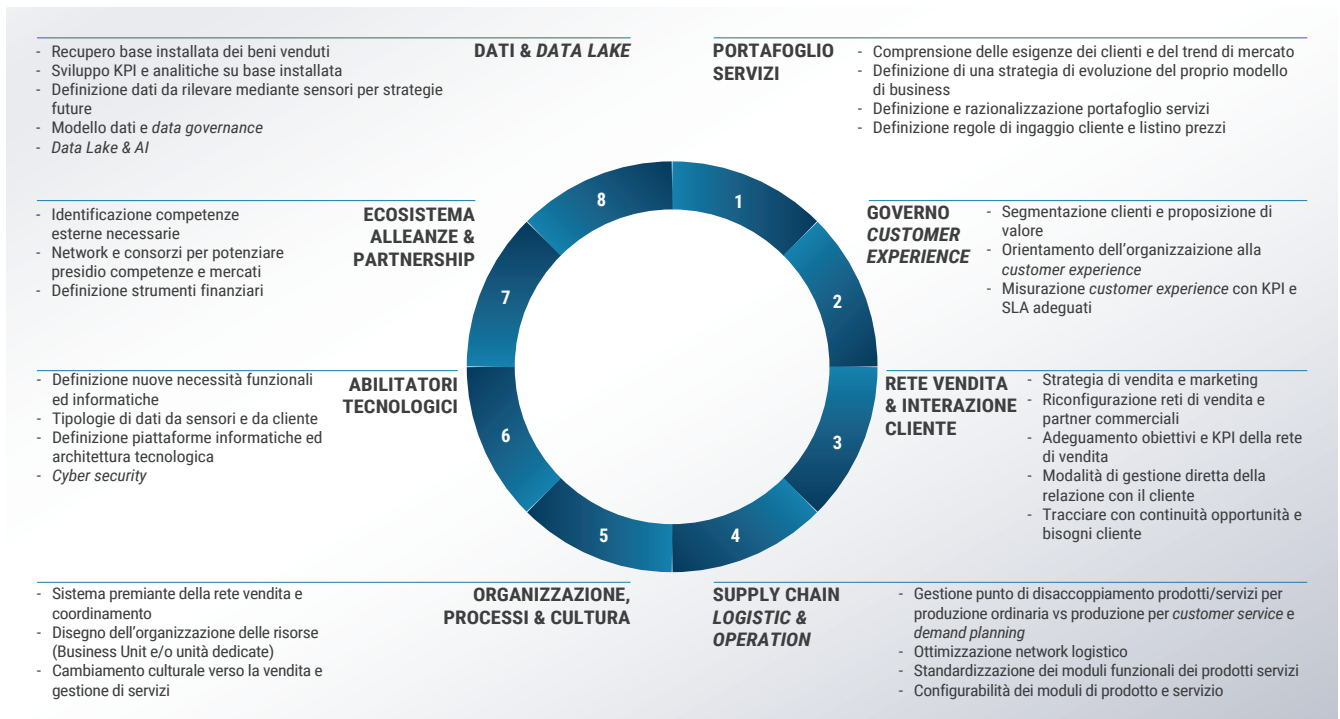 DATI & DATA LAKE
- Recupero base installata dei beni venduti
- Sviluppo KPI e analitiche su base installata
- Definizione dati da rilevare mediante sensori per strategie
future
- Modello dati e data governance
- Data Lake & AI
PORTAFOGLIO
SERVIZI
- Comprensione delle esigenze dei clienti e del trend di mercato
- Definizione di una strategia di evoluzione del proprio modello
di business
- Definizione e razionalizzazione portafoglio servizi
- Definizione regole di ingaggio cliente e listino prezzi
ECOSISTEMA
ALLEANZE &
PARTNERSHIP
- Identificazione competenze
esterne necessarie
- Network e consorzi per potenziare
presidio competenze e mercati
- Definizione strumenti finanziari
GOVERNO
CUSTOMER
EXPERIENCE
- Segmentazione clienti e proposizione di
valore
- Orientamento dell'organizzaizione alla
customer experience
- Misurazione customer experience con KPI e
SLA adeguati
8
1
7
2
6
3
5
4
ABILITATORI
TECNOLOGICI
- Definizione nuove necessità funzionali
ed informatiche
- Tipologie di dati da sensori e da cliente
- Definizione piattaforme informatiche ed
architettura tecnologica
- Cyber security
RETE VENDITA
& INTERAZIONE
CLIENTE
- Strategia di vendita e marketing
- Riconfigurazione reti di vendita e
partner commerciali
- Adeguamento obiettivi e KPI della rete
di vendita
- Modalità di gestione diretta della
relazione con il cliente
- Tracciare con continuità opportunità e
bisogni cliente
ORGANIZZAZIONE,
PROCESSI & CULTURA
- Sistema premiante della rete vendita e
coordinamento
- Disegno dell'organizzazione delle risorse
(Business Unit e/o unità dedicate)
- Cambiamento culturale verso la vendita e
gestione di servizi
SUPPLY CHAIN
LOGISTIC &
OPERATION
- Gestione punto di disaccoppiamento prodotti/servizi per
produzione ordinaria vs produzione per customer service e
demand planning
- Ottimizzazione network logistico
- Standardizzazione dei moduli funzionali dei prodotti servizi
- Configurabilità dei moduli di prodotto e servizio